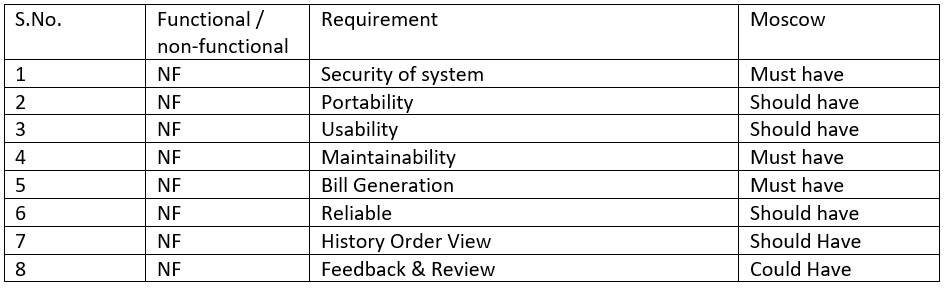 S.No. Functional / Requirement Moscow
non-functional
1 NF Security of system Must have
2 NF Portability Should have
3 NF Usability Should have
4 NF Maintainability Must have
5 NF Bill Generation Must have
6 NF Reliable Should have
7 NF History Order View Should Have
8 NF Feedback & Review Could Have